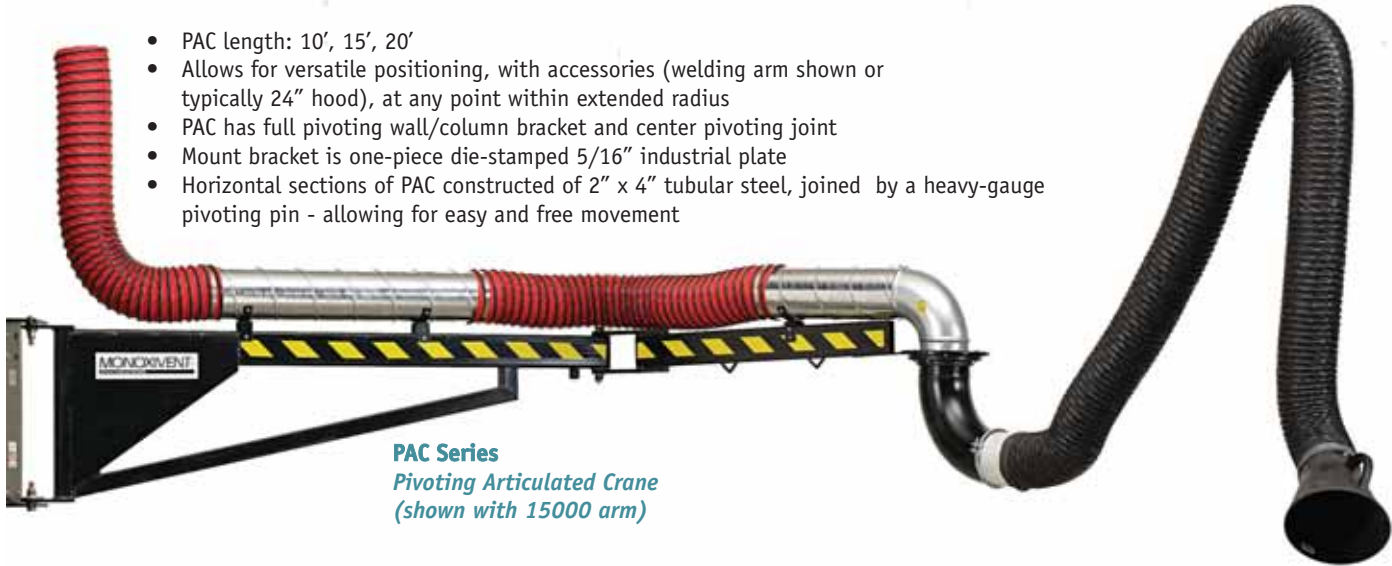 • PAC length: 10′, 15′, 20′
• Allows for versatile positioning, with accessories (welding arm shown or
typically 24″ hood), at any point within extended radius
• PAC has full pivoting wall/column bracket and center pivoting joint
• Mount bracket is one-piece die-stamped 5/16″ industrial plate
• Horizontal sections of PAC constructed of 2″ x 4″ tubular steel, joined by a heavy-gauge
pivoting pin - allowing for easy and free movement
MONOXIVENT
PAC Series
Pivoting Articulated Crane
(shown with 15000 arm)